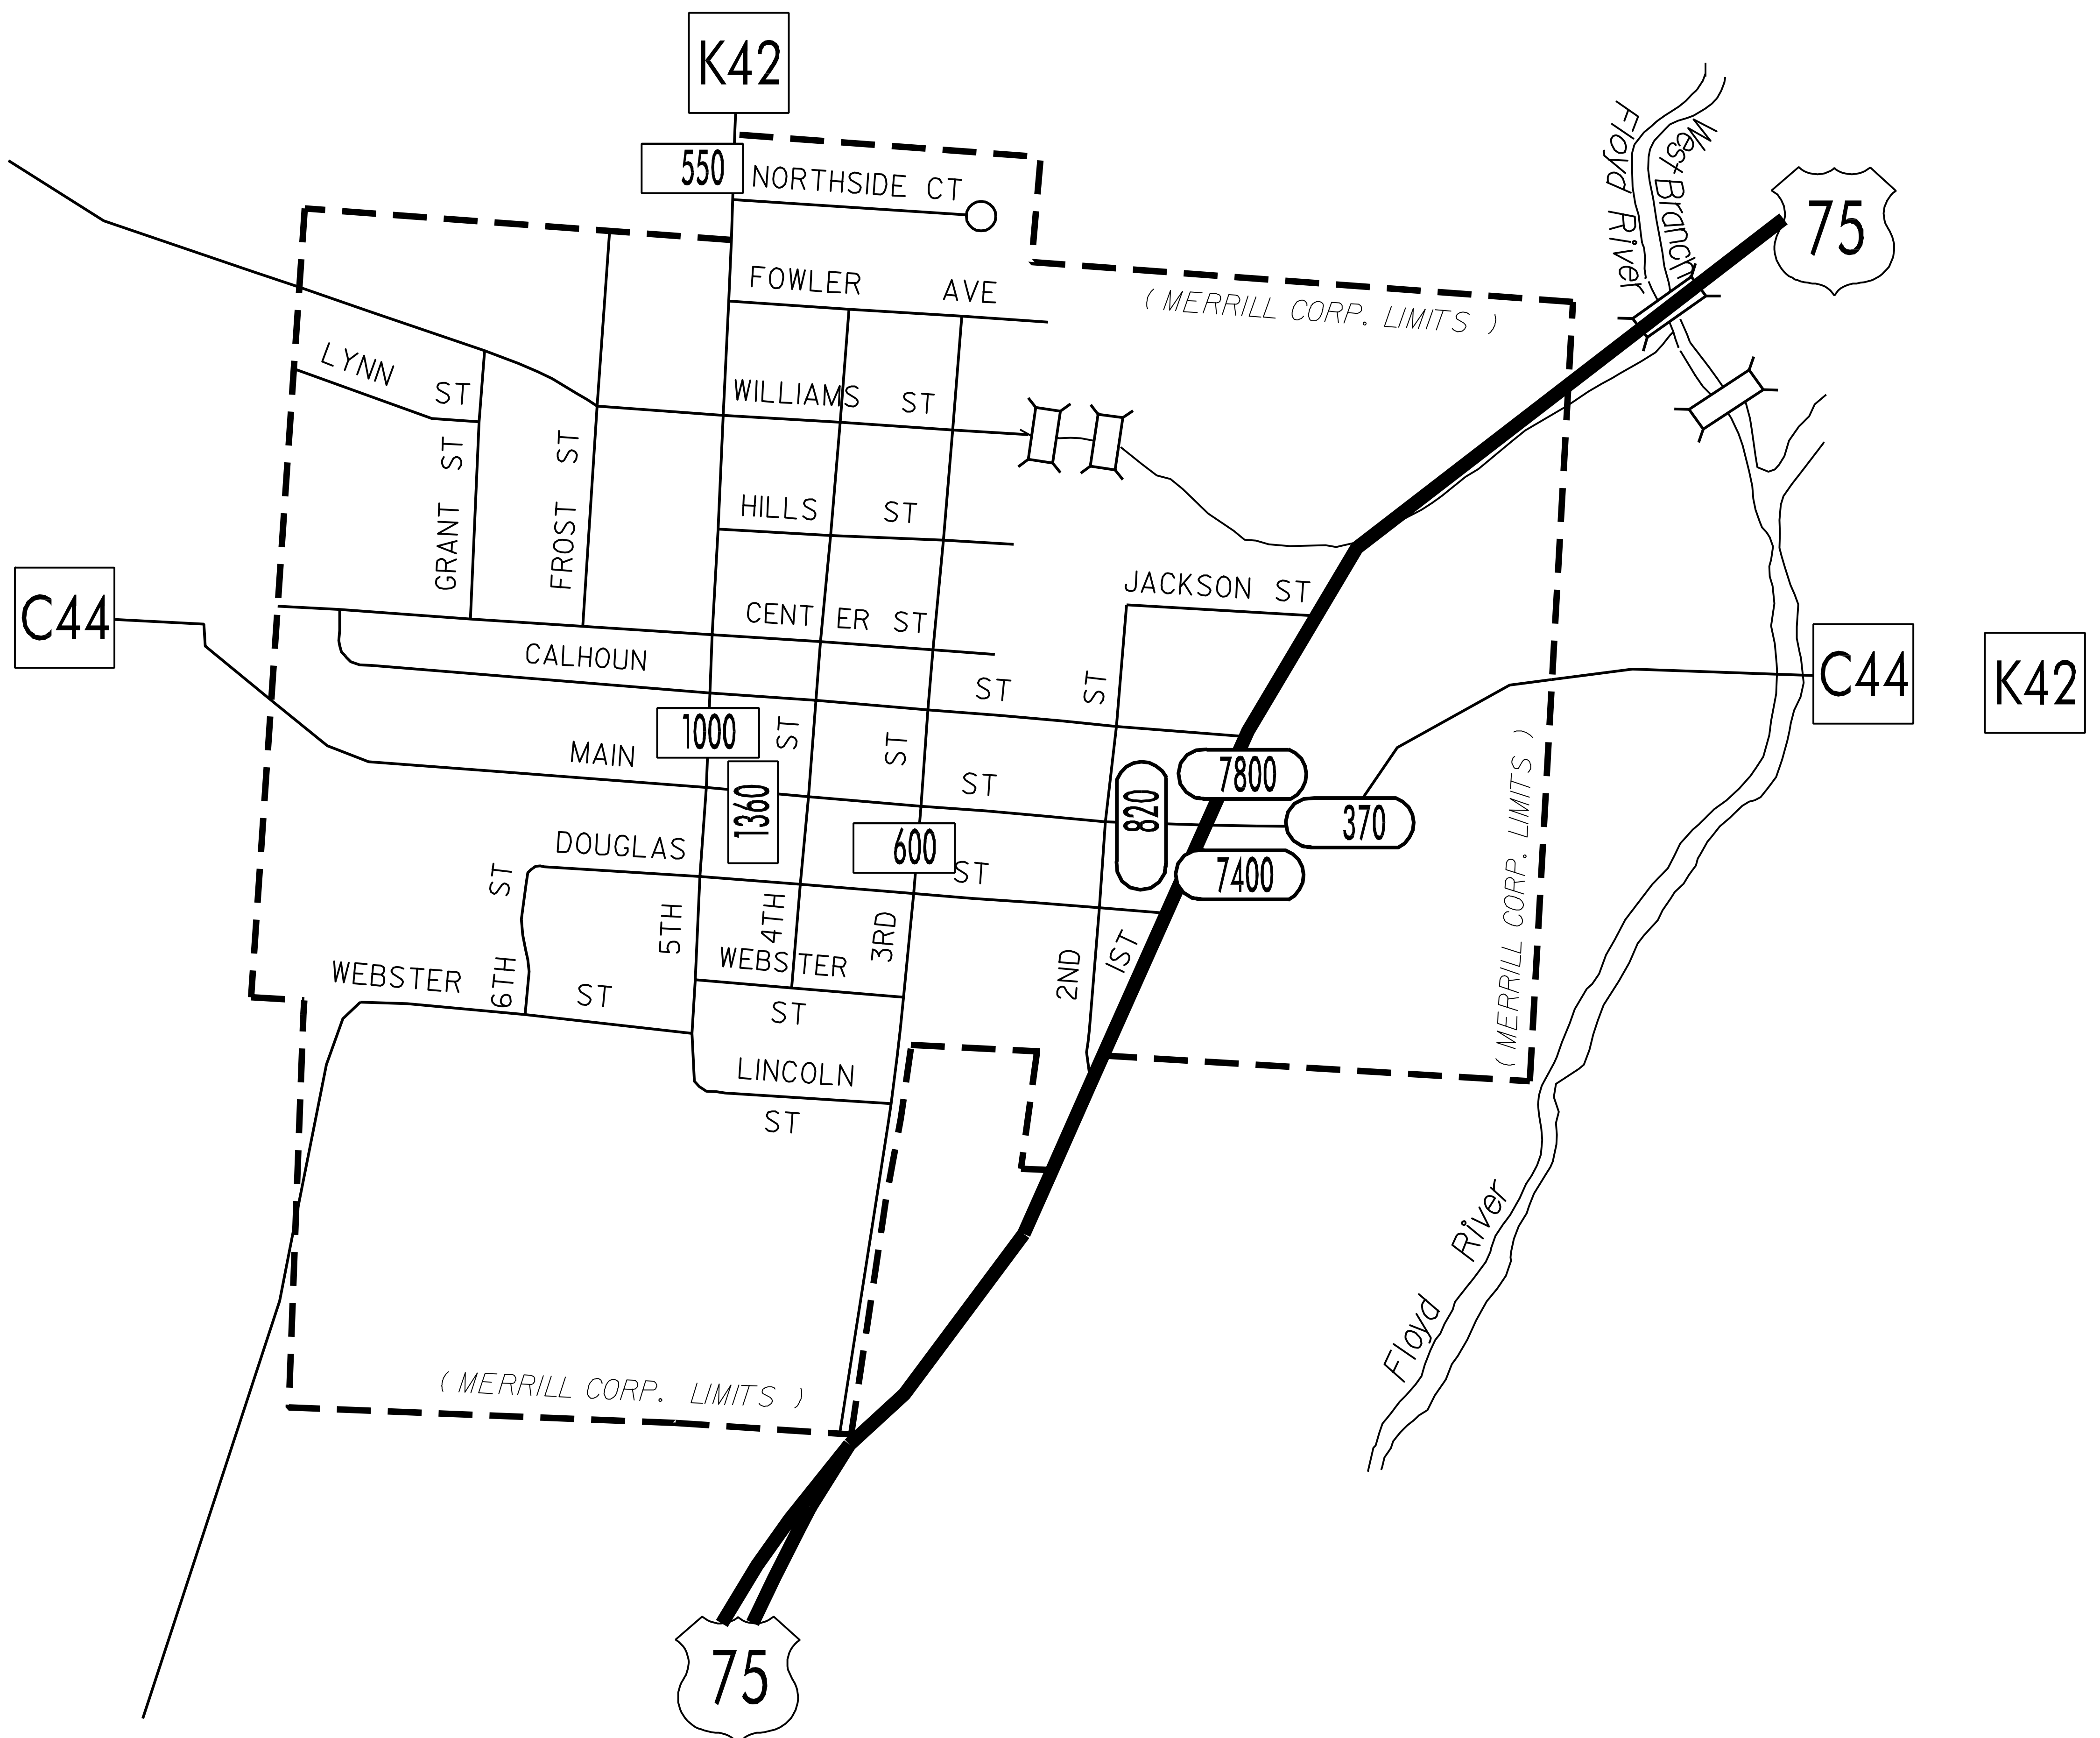 K42
550
NORTHSIDE CT
West Branch
Floyd River
75
FOWLER AVE
( MERRILL CORP. LIMITS )
LYNN ST
WILLIAMS ST
GRANT ST
FROST ST
HILLS ST
C44
JACKSON ST
CENTER ST
CALHOUN ST
C44
K42
1000
MAIN ST
7800
820
370
1360
DOUGLAS ST
600
7400
( MERRILL CORP. LIMITS )
6TH ST
5TH
4TH ST
3RD ST
2ND ST
1ST
WEBSTER ST
WEBSTER ST
LINCOLN ST
Floyd River
( MERRILL CORP. LIMITS )
75